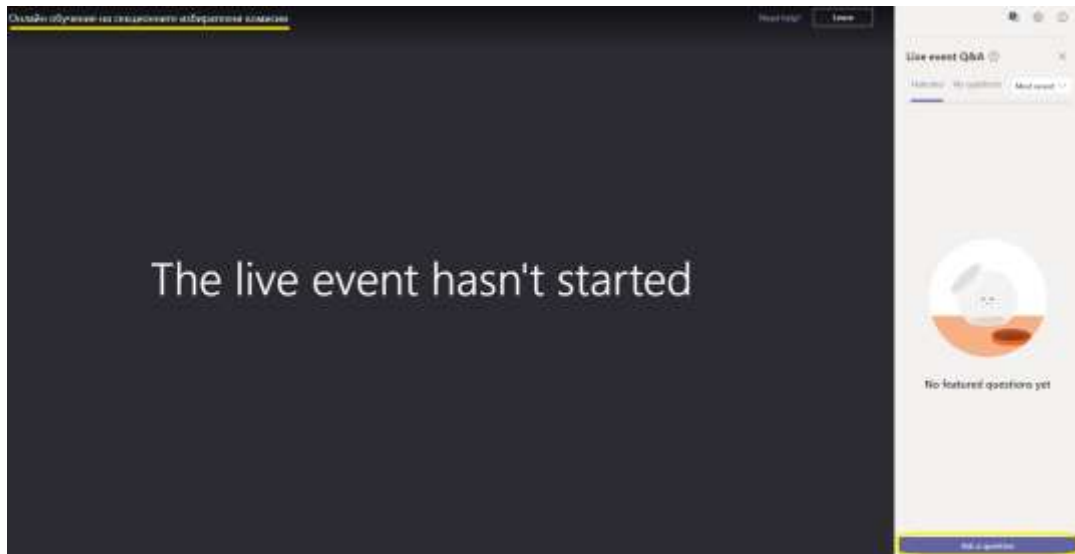 Онлайн обучение на секционните избирателни комисии
Need help?
Leave
The live event hasn't started
Live event Q&A
Featured
My questions
Most recent
No featured questions yet
Ask a question